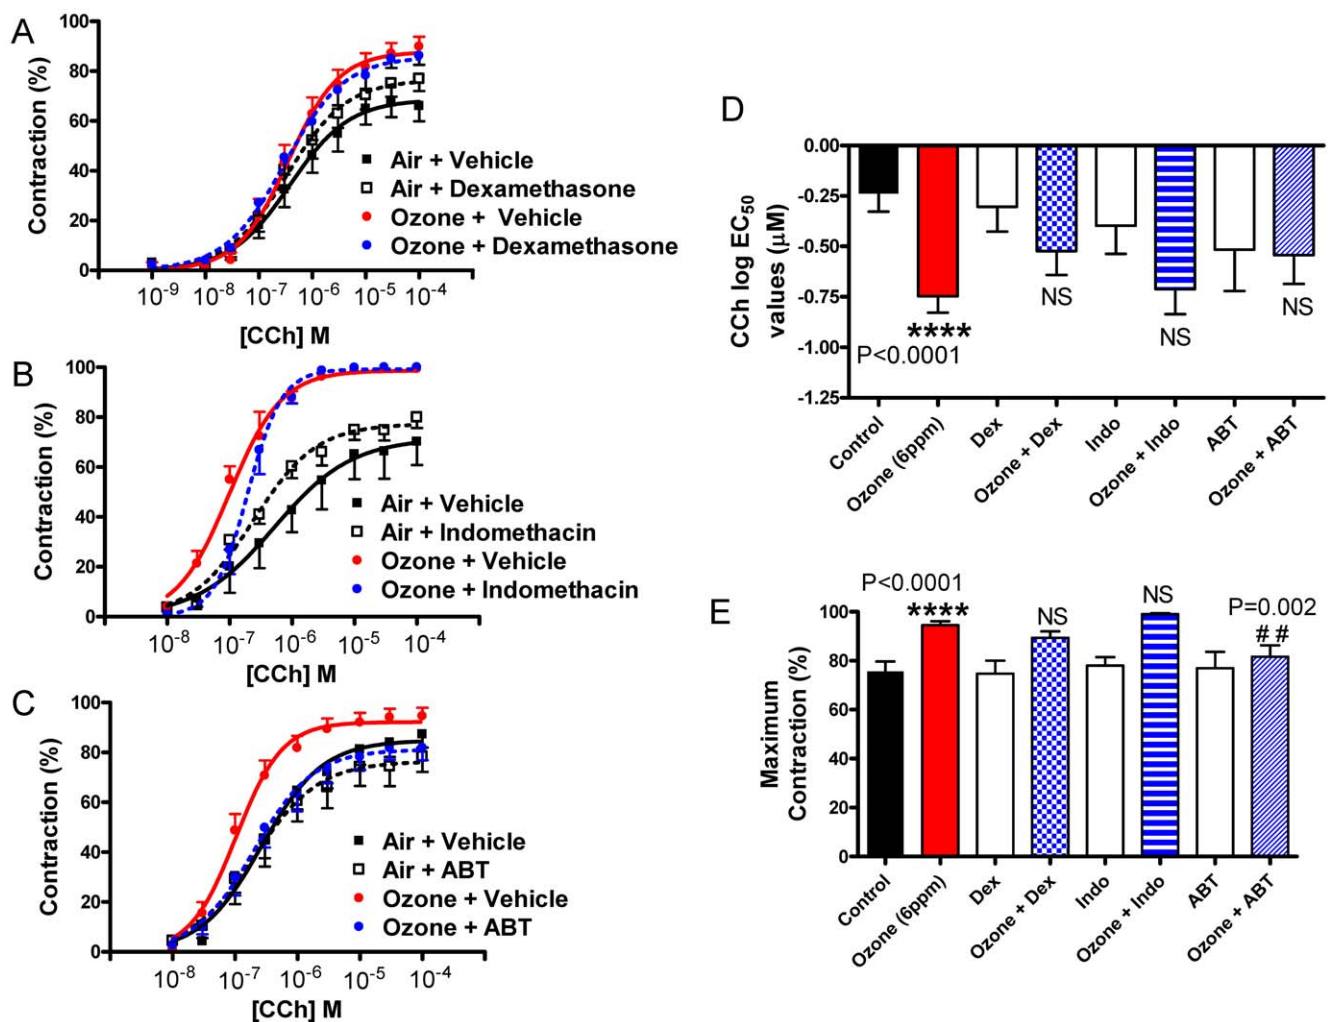 A
Contraction (%)
100
80
60
40
20
0
Air + Vehicle
Air + Dexamethasone
Ozone + Vehicle
Ozone + Dexamethasone
10-9 10-8 10-7 10-6 10-5 10-4
[CCh] M
B
Contraction (%)
100
80
60
40
20
0
Air + Vehicle
Air + Indomethacin
Ozone + Vehicle
Ozone + Indomethacin
10-8 10-7 10-6 10-5 10-4
[CCh] M
C
Contraction (%)
100
80
60
40
20
0
Air + Vehicle
Air + ABT
Ozone + Vehicle
Ozone + ABT
10-8 10-7 10-6 10-5 10-4
[CCh] M
D
CCh log EC50
values (μM)
0.00
-0.25
-0.50
-0.75
-1.00
-1.25
NS
NS
NS
****
P<0.0001
Control
Ozone (6ppm)
Dex
Ozone + Dex
Indo
Ozone + Indo
ABT
Ozone + ABT
E
Maximum
Contraction (%)
100
80
60
40
20
0
P<0.0001
****
NS
NS
P=0.002
##
Control
Ozone (6ppm)
Dex
Ozone + Dex
Indo
Ozone + Indo
ABT
Ozone + ABT